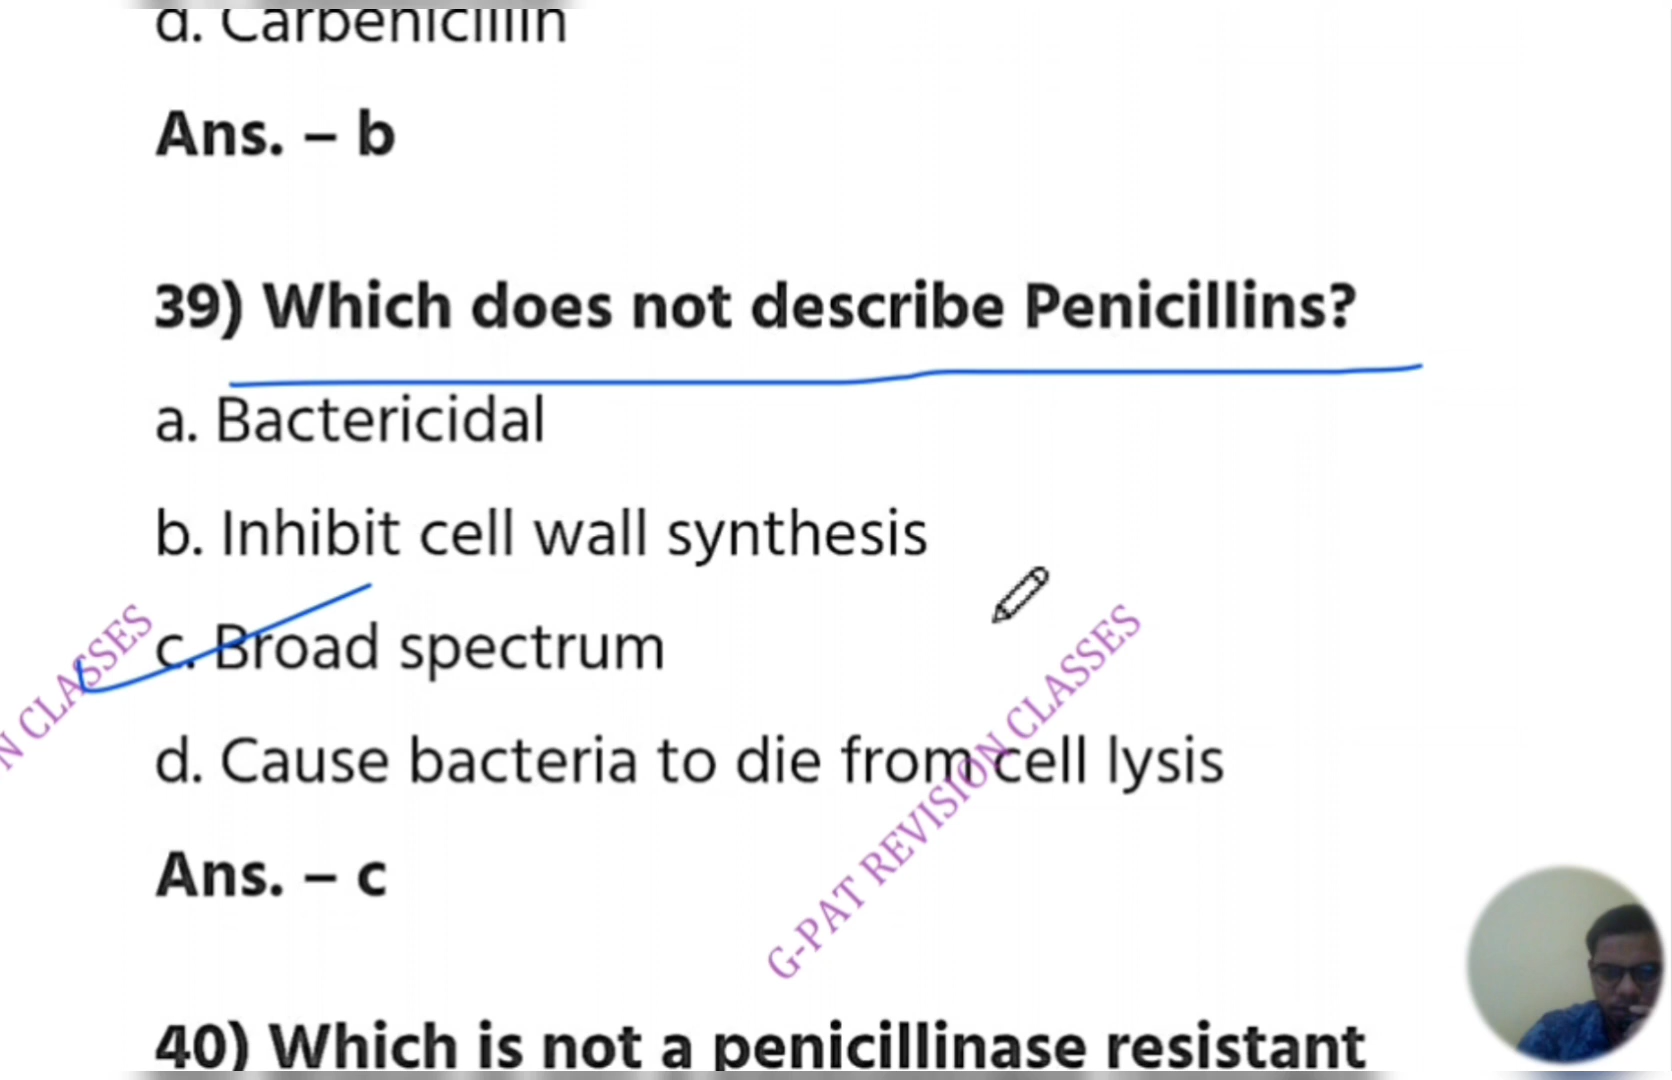 d. Carbenicillin
Ans. – b
39) Which does not describe Penicillins?
a. Bactericidal
b. Inhibit cell wall synthesis
c. Broad spectrum
d. Cause bacteria to die from cell lysis
Ans. – c
40) Which is not a penicillinase resistant
N CLASSES
G-PAT REVISION CLASSES